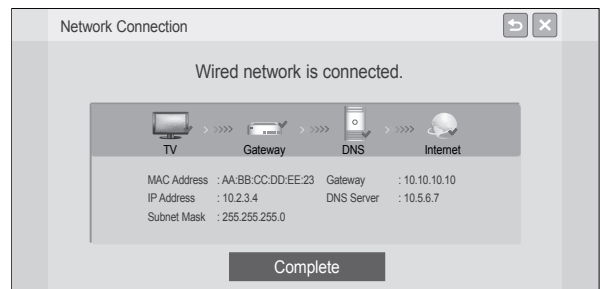 Network Connection
Wired network is connected.
TV Gateway DNS Internet
MAC Address : AA:BB:CC:DD:EE:23 Gateway : 10.10.10.10
IP Address : 10.2.3.4 DNS Server : 10.5.6.7
Subnet Mask : 255.255.255.0
Complete